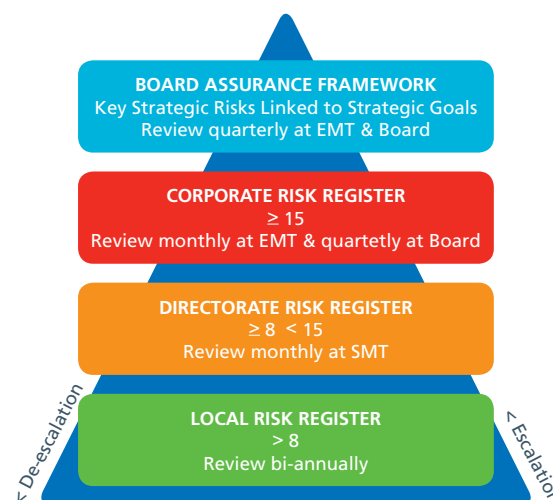 BOARD ASSURANCE FRAMEWORK
Key Strategic Risks Linked to Strategic Goals
Review quarterly at EMT & Board
CORPORATE RISK REGISTER
≥ 15
Review monthly at EMT & quartetly at Board
DIRECTORATE RISK REGISTER
≥ 8 < 15
Review monthly at SMT
LOCAL RISK REGISTER
> 8
Review bi-annually
< De-escalation
< Escalation